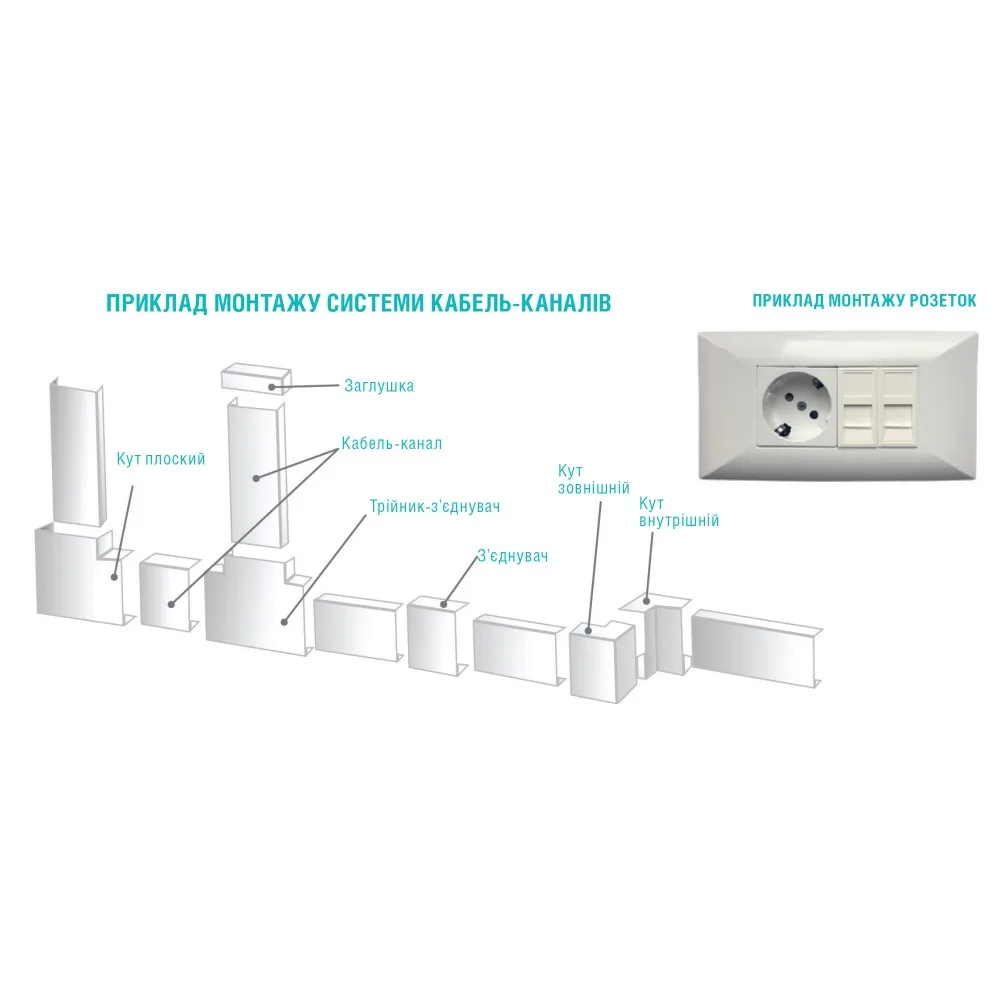 ПРИКЛАД МОНТАЖУ СИСТЕМИ КАБЕЛЬ-КАНАЛІВ
ПРИКЛАД МОНТАЖУ РОЗЕТОК
Заглушка
Кабель-канал
Кут плоский
Кут
зовнішній
Трійник-з'єднувач
Кут
внутрішній
З'єднувач